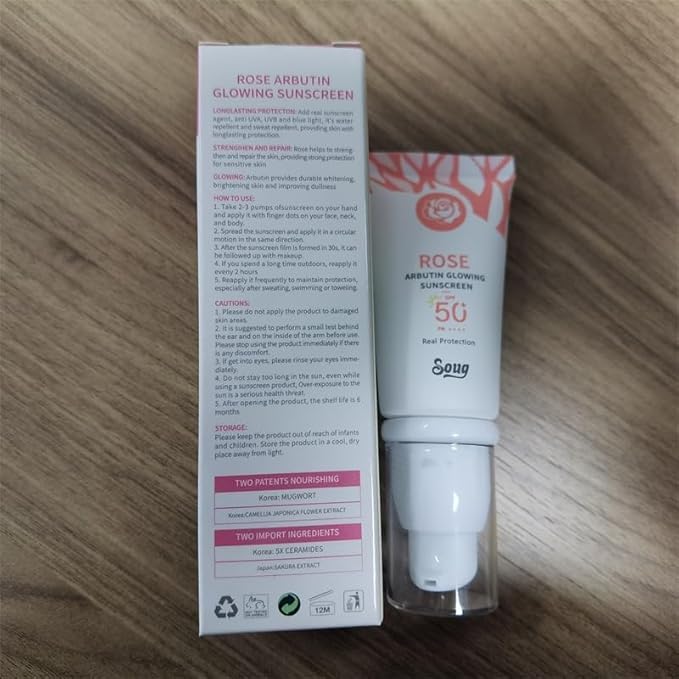 ROSE ARBUTIN
GLOWING SUNSCREEN
LONGLASTING PROTECTON: Add real sunscreen
agent, anti UVA, UVB and blue light, it's water
repellent and sweat repellent, providing skin with
longlasting protection.
STRENGIHEN AND REPAIR: Rose helps to streng-
then and repair the skin, providing strong protection
for sensitive skin
GLOWING: Arbutin provides durable whitening,
brightening skin and improving dullness
HOW TO USE:
1. Take 2-3 pumps ofsunscreen on your hand
and apply it with finger dots on your face, neck,
and body.
2. Spread the sunscreen and apply it in a circular
motion in the same direction.
3. After the sunscreen film is formed in 30s, it can
be followed up with makeup.
4. If you spend a long time outdoors, reapply it
every 2 hours
5. Reapply it frequently to maintain protection,
especially after sweating, swimming or toweling.
CAUTIONS:
1. Please do not apply the product to damaged
skin areas.
2. It is suggested to perform a small test behind
the ear and on the inside of the arm before use.
Please stop using the product immediately if there
is any discomfort.
3. If get into eyes, please rinse your eyes imme-
diately.
4. Do not stay too long in the sun, even while
using a sunscreen product, Over-exposure to the
sun is a serious health threat.
5. After opening the product, the shelf life is 6
months
STORAGE:
Please keep the product out of reach of infants
and children. Store the product in a cool, dry
place away from light.
TWO PATENTS NOURISHING
Korea: MUGWORT
Korea:CAMELLIA JAPONICA FLOWER EXTRACT
TWO IMPORT INGREDIENTS
Korea: 5X CERAMIDES
Japan:SAKURA EXTRACT
12M
ROSE
ARBUTIN GLOWING
SUNSCREEN
SPF
50+
PA ++++
Real Protection
Soug